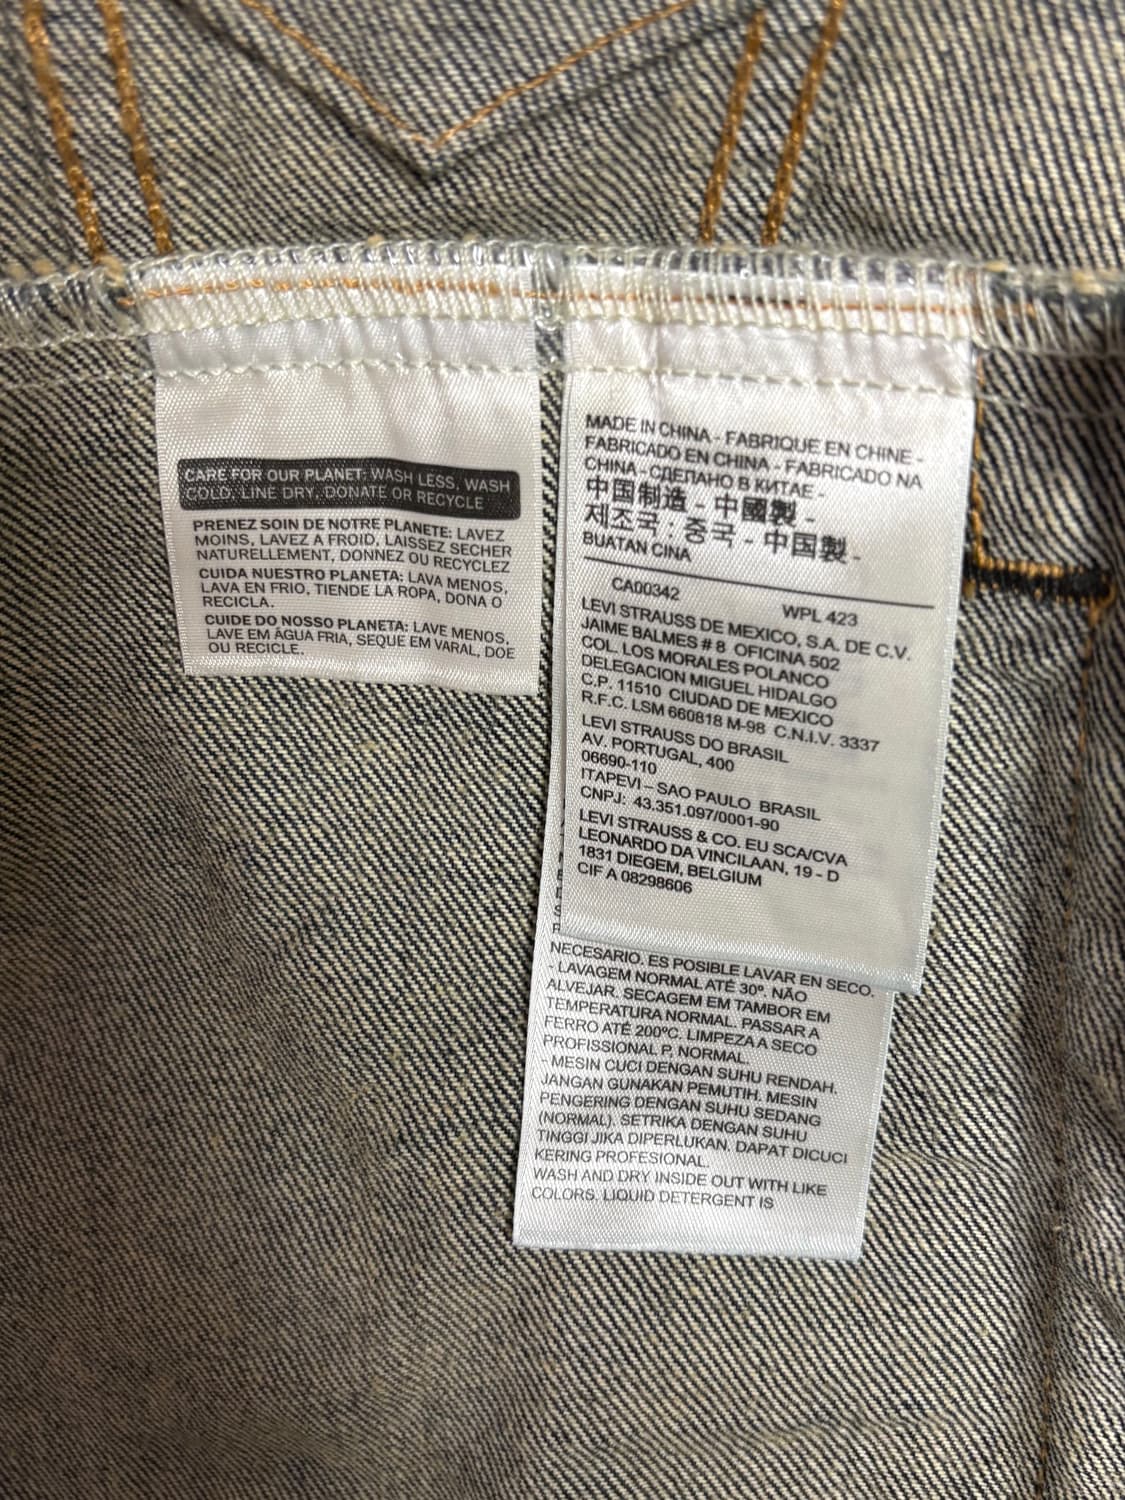 CARE FOR OUR PLANET: WASH LESS, WASH
COLD, LINE DRY, DONATE OR RECYCLE
PRENEZ SOIN DE NOTRE PLANETE: LAVEZ
MOINS, LAVEZ A FROID, LAISSEZ SECHER
NATURELLEMENT, DONNEZ OU RECYCLEZ
CUIDA NUESTRO PLANETA: LAVA MENOS,
LAVA EN FRIO, TIENDE LA ROPA, DONA O
RECICLA.
CUIDE DO NOSSO PLANETA: LAVE MENOS,
LAVE EM ÁGUA FRIA, SEQUE EM VARAL, DOE
OU RECICLE.
MADE IN CHINA - FABRIQUE EN CHINE -
FABRICADO EN CHINA - FABRICADO NA
CHINA - СДЕЛАНО В КИТАЕ -
中国制造 - 中國製 -
제조국 : 중국 - 中国製 -
BUATAN CINA
CA00342
WPL 423
LEVI STRAUSS DE MEXICO, S.A. DE C.V.
JAIME BALMES # 8 OFICINA 502
COL. LOS MORALES POLANCO
DELEGACION MIGUEL HIDALGO
C.P. 11510 CIUDAD DE MEXICO
R.F.C. LSM 660818 M-98 C.N.I.V. 3337
LEVI STRAUSS DO BRASIL
AV. PORTUGAL, 400
06690-110
ITAPEVI – SAO PAULO BRASIL
CNPJ: 43.351.097/0001-90
LEVI STRAUSS & CO. EU SCA/CVA
LEONARDO DA VINCILAAN, 19 - D
1831 DIEGEM, BELGIUM
CIF A 08298606
NECESARIO. ES POSIBLE LAVAR EN SECO.
- LAVAGEM NORMAL ATÉ 30º. NÃO
ALVEJAR. SECAGEM EM TAMBOR EM
TEMPERATURA NORMAL. PASSAR A
FERRO ATÉ 200ºC. LIMPEZA A SECO
PROFISSIONAL P, NORMAL.
- MESIN CUCI DENGAN SUHU RENDAH.
JANGAN GUNAKAN PEMUTIH. MESIN
PENGERING DENGAN SUHU SEDANG
(NORMAL). SETRIKA DENGAN SUHU
TINGGI JIKA DIPERLUKAN. DAPAT DICUCI
KERING PROFESIONAL.
WASH AND DRY INSIDE OUT WITH LIKE
COLORS. LIQUID DETERGENT IS